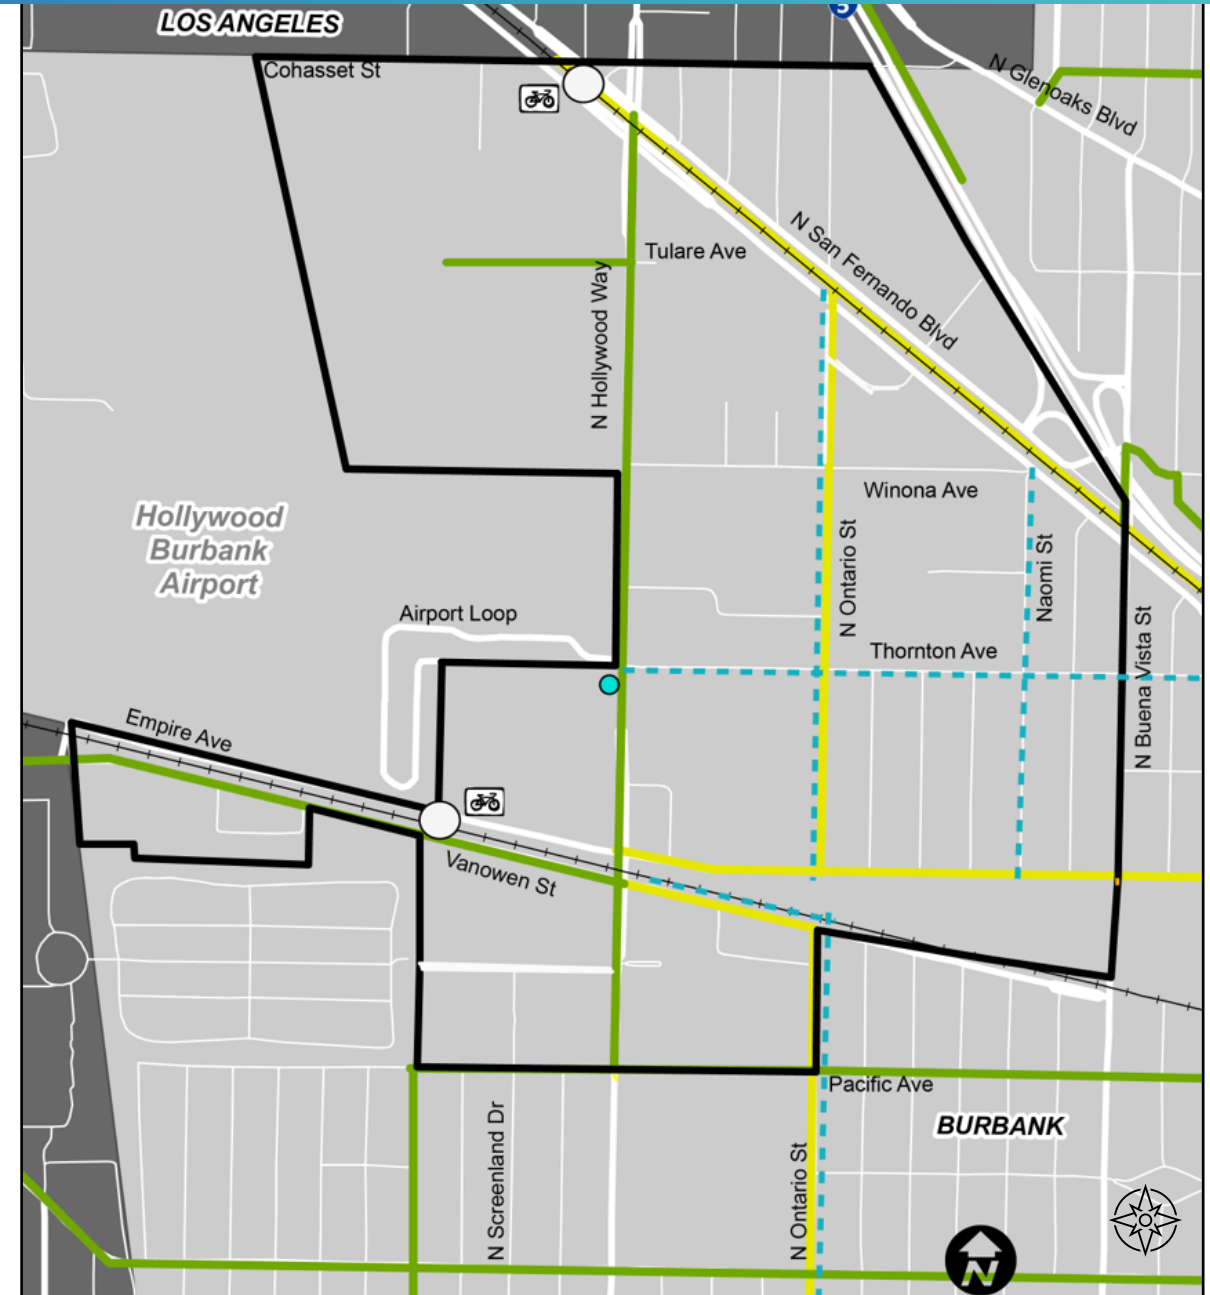 LOS ANGELES
5
Cohasset St
N Glenoaks Blvd
N San Fernando Blvd
Tulare Ave
N Hollywood Way
Winona Ave
Hollywood
Burbank
Airport
N Ontario St
Naomi St
Airport Loop
Thornton Ave
N Buena Vista St
Empire Ave
Vanowen St
Pacific Ave
BURBANK
N Screenland Dr
N Ontario St
N